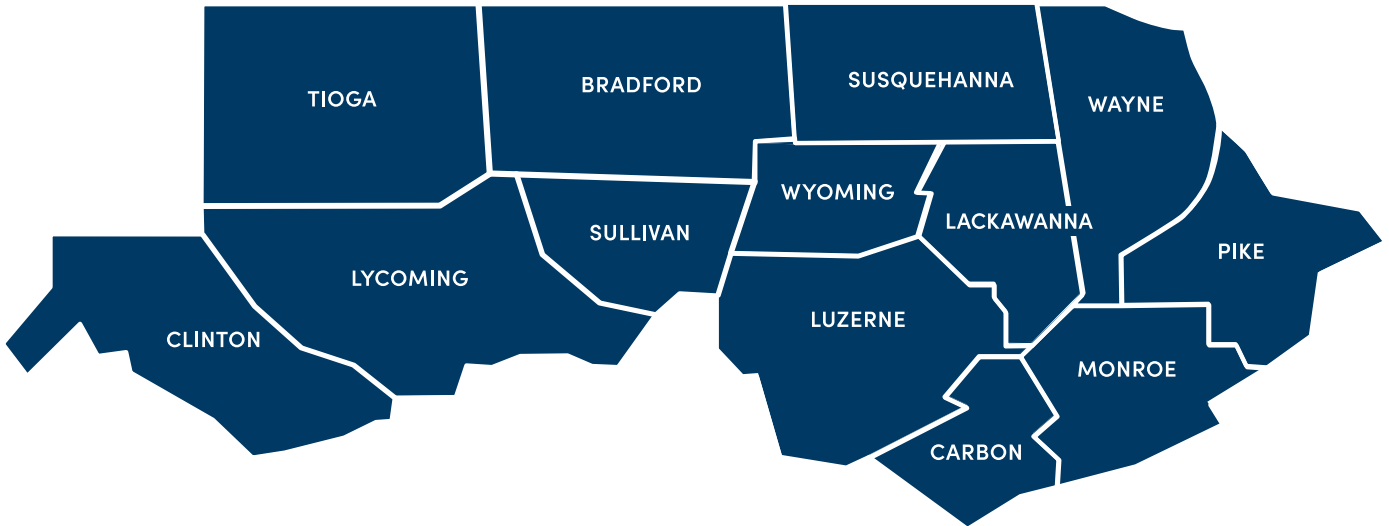 TIOGA
BRADFORD
SUSQUEHANNA
WAYNE
WYOMING
LACKAWANNA
SULLIVAN
PIKE
LYCOMING
LUZERNE
CLINTON
MONROE
CARBON